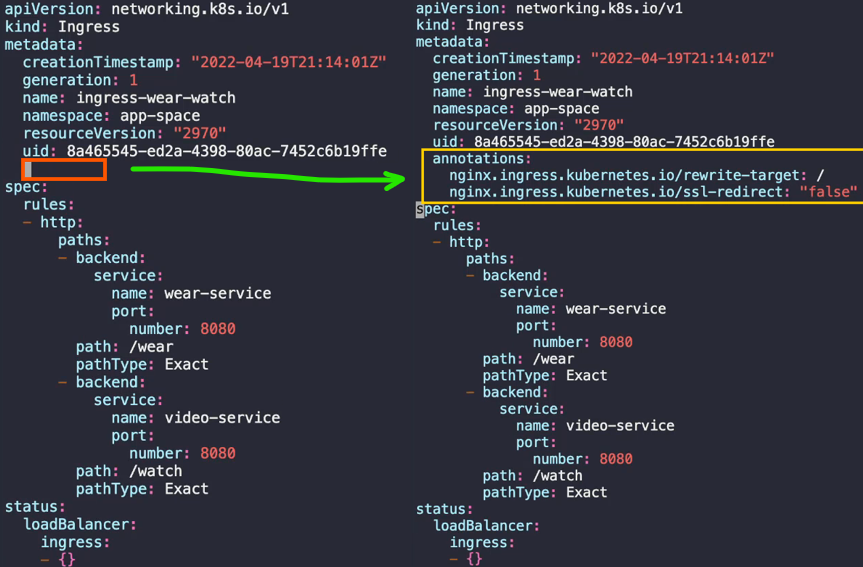 apiVersion: networking.k8s.io/v1
kind: Ingress
metadata:
  creationTimestamp: "2022-04-19T21:14:01Z"
  generation: 1
  name: ingress-wear-watch
  namespace: app-space
  resourceVersion: "2970"
  uid: 8a465545-ed2a-4398-80ac-7452c6b19ffe
spec:
  rules:
  - http:
      paths:
      - backend:
          service:
            name: wear-service
            port:
              number: 8080
        path: /wear
        pathType: Exact
      - backend:
          service:
            name: video-service
            port:
              number: 8080
        path: /watch
        pathType: Exact
status:
  loadBalancer:
    ingress:
    - {}
apiVersion: networking.k8s.io/v1
kind: Ingress
metadata:
  creationTimestamp: "2022-04-19T21:14:01Z"
  generation: 1
  name: ingress-wear-watch
  namespace: app-space
  resourceVersion: "2970"
  uid: 8a465545-ed2a-4398-80ac-7452c6b19ffe
  annotations:
    nginx.ingress.kubernetes.io/rewrite-target: /
    nginx.ingress.kubernetes.io/ssl-redirect: "false"
spec:
  rules:
  - http:
      paths:
      - backend:
          service:
            name: wear-service
            port:
              number: 8080
        path: /wear
        pathType: Exact
      - backend:
          service:
            name: video-service
            port:
              number: 8080
        path: /watch
        pathType: Exact
status:
  loadBalancer:
    ingress:
    - {}